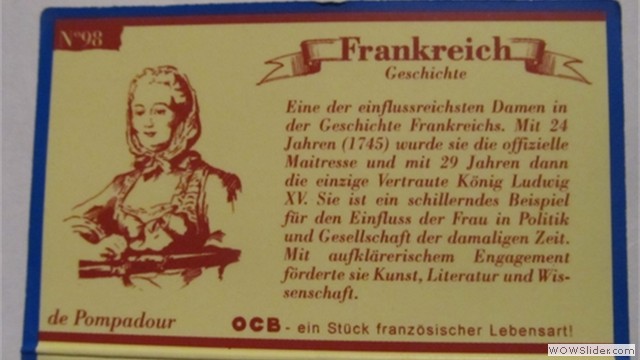 N°98
Frankreich
Geschichte
Eine der einflussreichsten Damen in
der Geschichte Frankreichs. Mit 24
Jahren (1745) wurde sie die offizielle
Maitresse und mit 29 Jahren dann
die einzige Vertraute König Ludwig
XV. Sie ist ein schillerndes Beispiel
für den Einfluss der Frau in Politik
und Gesellschaft der damaligen Zeit.
Mit aufklärerischem Engagement
förderte sie Kunst, Literatur und Wis-
senschaft.
de Pompadour
OCB - ein Stück französischer Lebensart!
WOWSlider.com